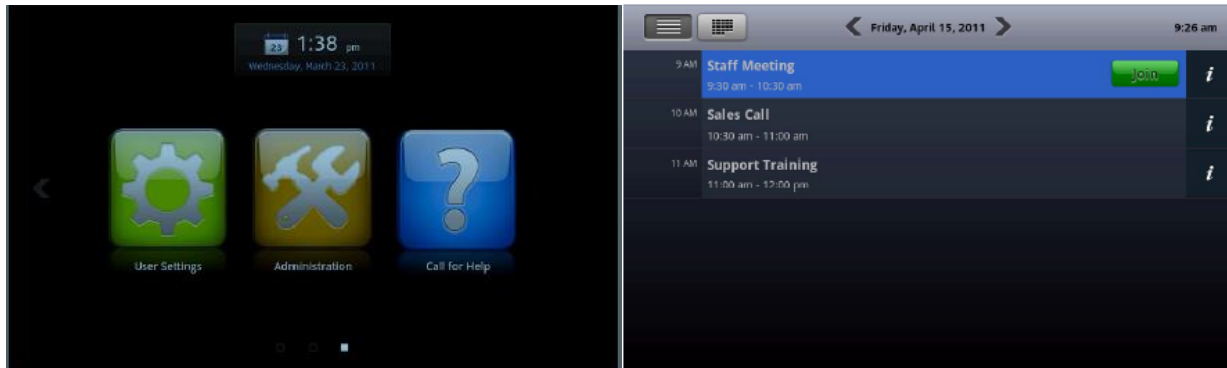 23 1:38 pm
Wednesday, March 23, 2011
User Settings Administration Call for Help
Friday, April 15, 2011 9:26 am
9 AM Staff Meeting Join i
9:30 am - 10:30 am
10 AM Sales Call i
10:30 am - 11:00 am
11 AM Support Training i
11:00 am - 12:00 pm